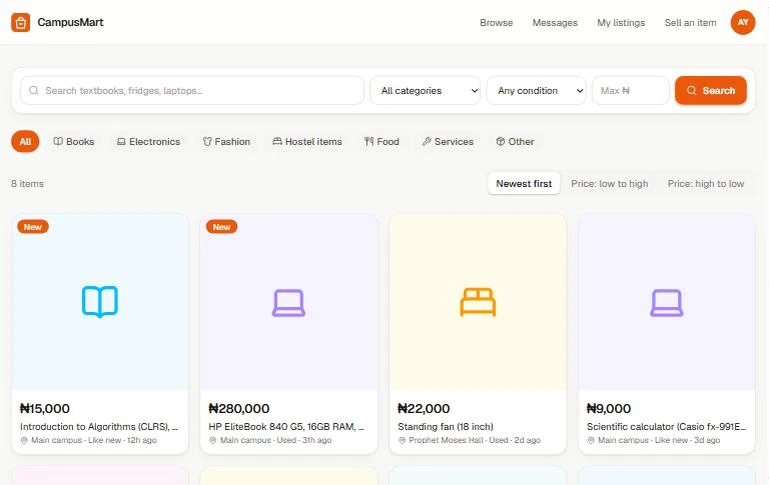 CampusMart
Browse
Messages
My listings
Sell an item
AY
Search textbooks, fridges, laptops...
All categories
Any condition
Max ₦
Search
All
Books
Electronics
Fashion
Hostel items
Food
Services
Other
8 items
Newest first
Price: low to high
Price: high to low
New
New
₦15,000
Introduction to Algorithms (CLRS), ...
Main campus · Like new · 12h ago
₦280,000
HP EliteBook 840 G5, 16GB RAM, ...
Main campus · Used · 31h ago
₦22,000
Standing fan (18 inch)
Prophet Moses Hall · Used · 2d ago
₦9,000
Scientific calculator (Casio fx-991E...
Main campus · Like new · 3d ago